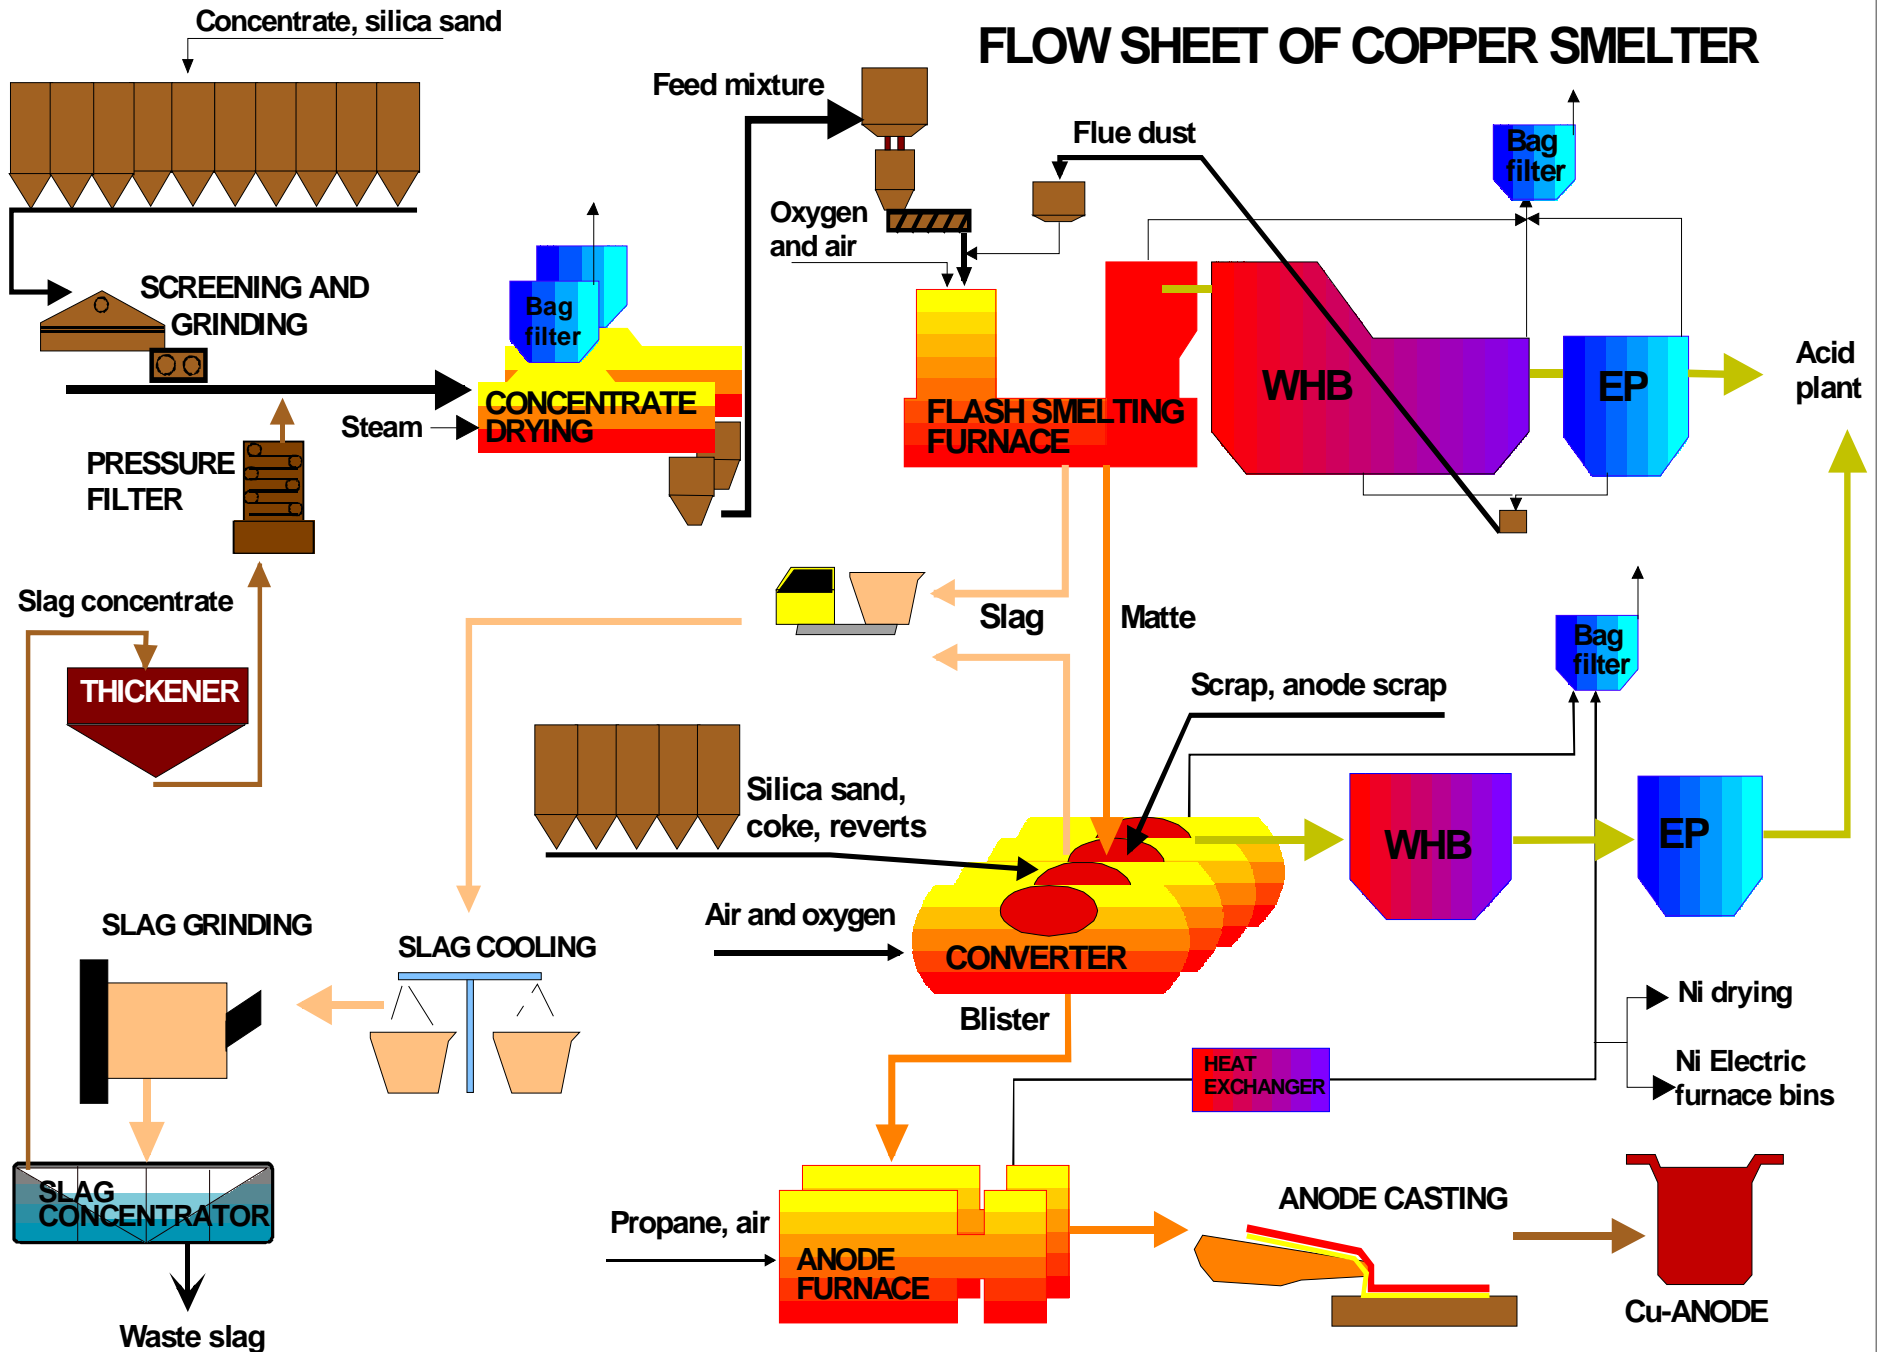 FLOW SHEET OF COPPER SMELTER
Concentrate, silica sand
Feed mixture
Flue dust
Bag
filter
Oxygen
and air
SCREENING AND
GRINDING
Bag
filter
Acid
plant
WHB
EP
CONCENTRATE
DRYING
Steam
FLASH SMELTING
FURNACE
PRESSURE
FILTER
Slag concentrate
Slag
Matte
Bag
filter
THICKENER
Scrap, anode scrap
Silica sand,
coke, reverts
WHB
EP
Air and oxygen
SLAG GRINDING
SLAG COOLING
CONVERTER
Blister
Ni drying
HEAT
EXCHANGER
Ni Electric
furnace bins
SLAG
CONCENTRATOR
ANODE CASTING
Propane, air
ANODE
FURNACE
Cu-ANODE
Waste slag